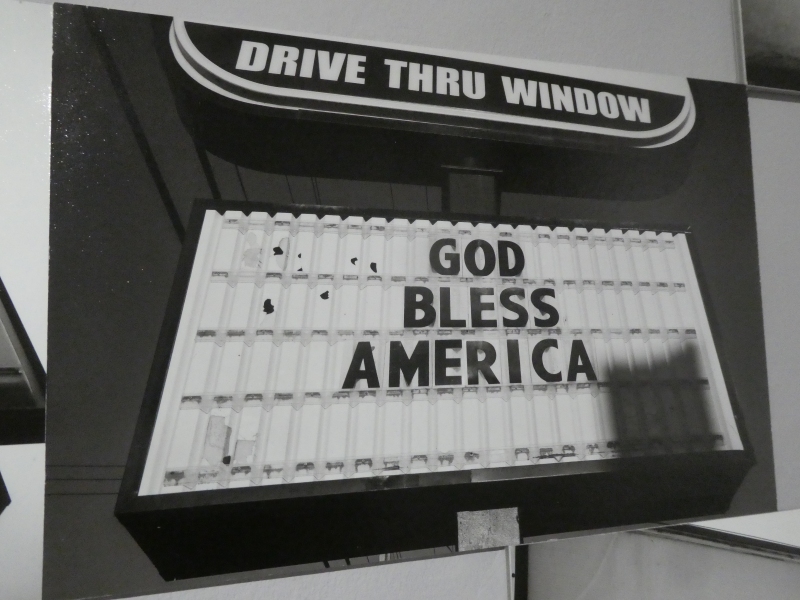 DRIVE THRU WINDOW
GOD
BLESS
AMERICA